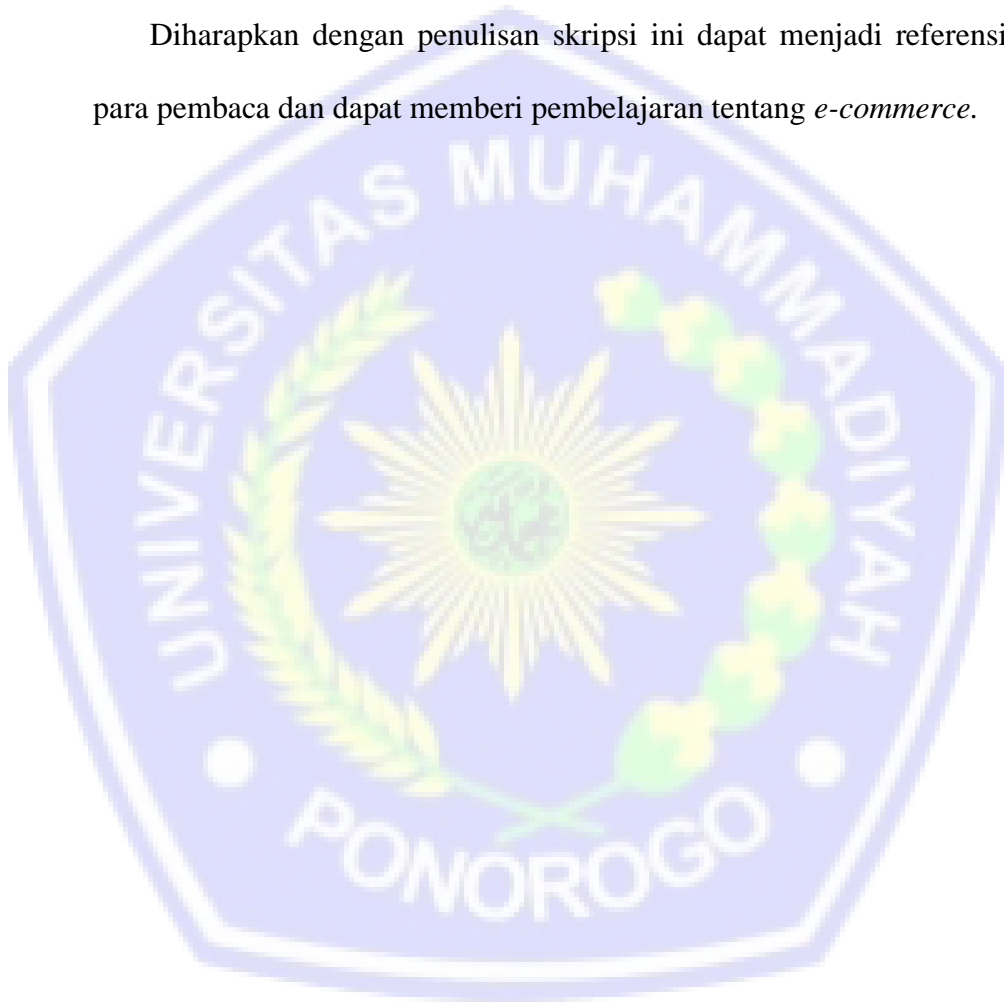 Diharapkan dengan penulisan skripsi ini dapat menjadi referensi
para pembaca dan dapat memberi pembelajaran tentang e-commerce.
UNIVERSITAS MUHAMMADIYAH
PONOROGO